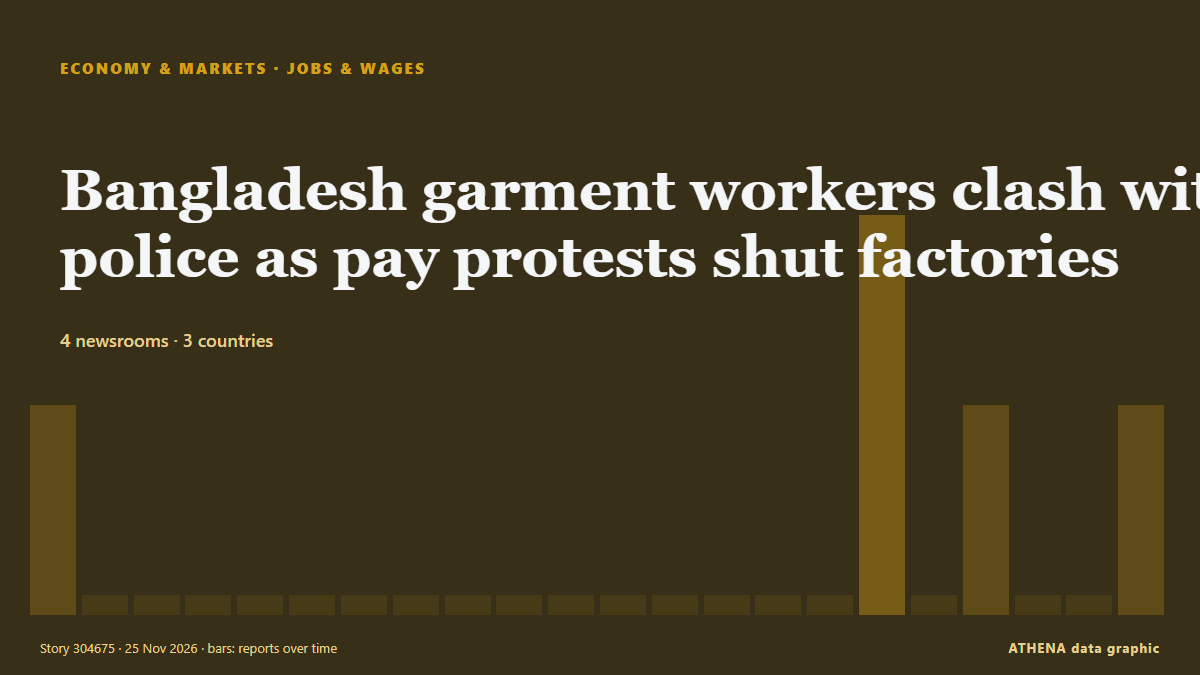 ECONOMY & MARKETS · JOBS & WAGES
Bangladesh garment workers clash wit
police as pay protests shut factories
4 newsrooms · 3 countries
Story 304675 · 25 Nov 2026 · bars: reports over time
ATHENA data graphic